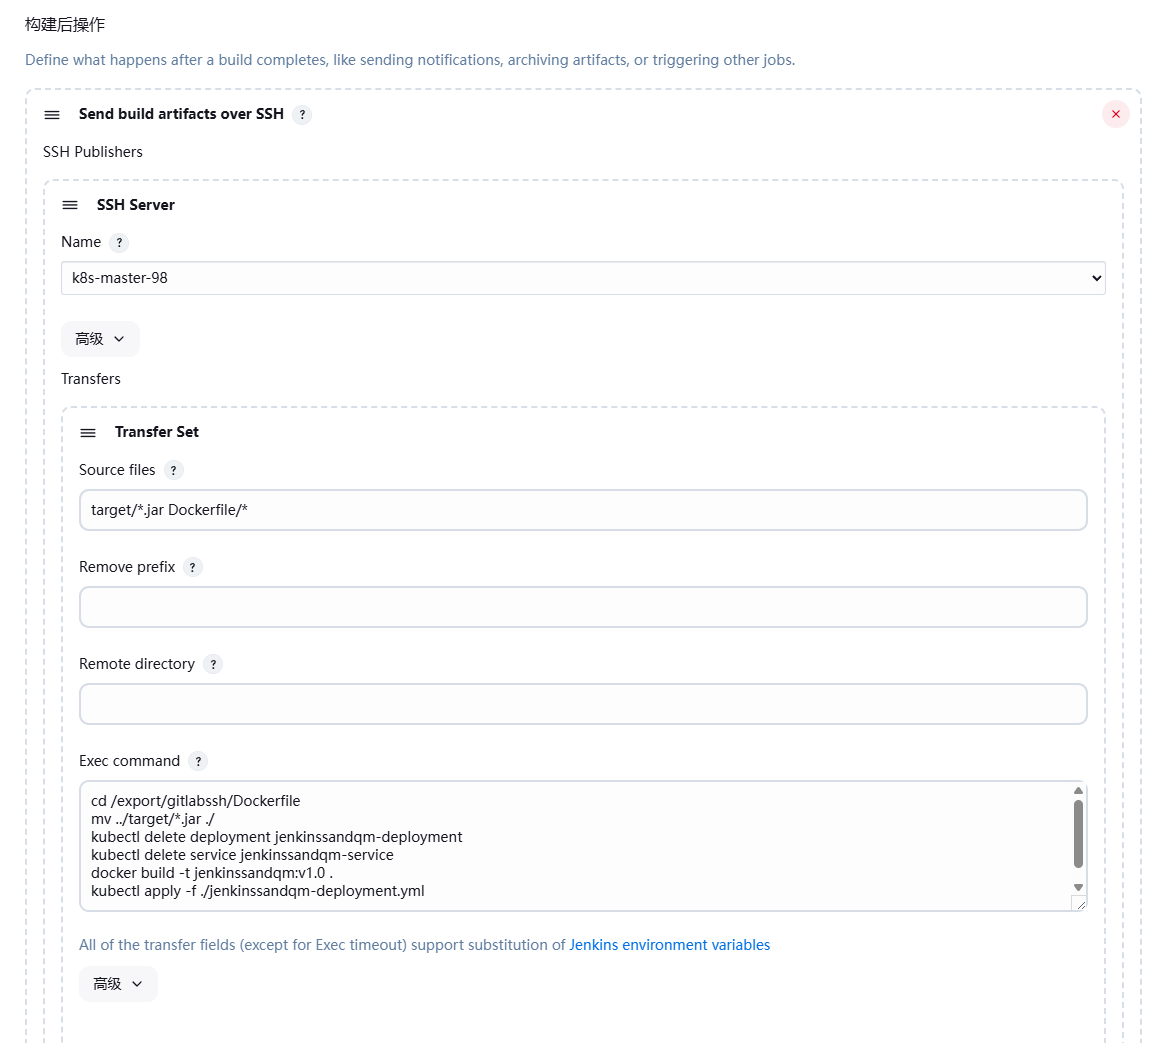 构建后操作
Define what happens after a build completes, like sending notifications, archiving artifacts, or triggering other jobs.
Send build artifacts over SSH ?
SSH Publishers
SSH Server
Name ?
k8s-master-98
高级
Transfers
Transfer Set
Source files ?
target/*.jar Dockerfile/*
Remove prefix ?
Remote directory ?
Exec command ?
cd /export/gitlabssh/Dockerfile
mv ../target/*.jar ./
kubectl delete deployment jenkinssandqm-deployment
kubectl delete service jenkinssandqm-service
docker build -t jenkinssandqm:v1.0 .
kubectl apply -f ./jenkinssandqm-deployment.yml
All of the transfer fields (except for Exec timeout) support substitution of Jenkins environment variables
高级